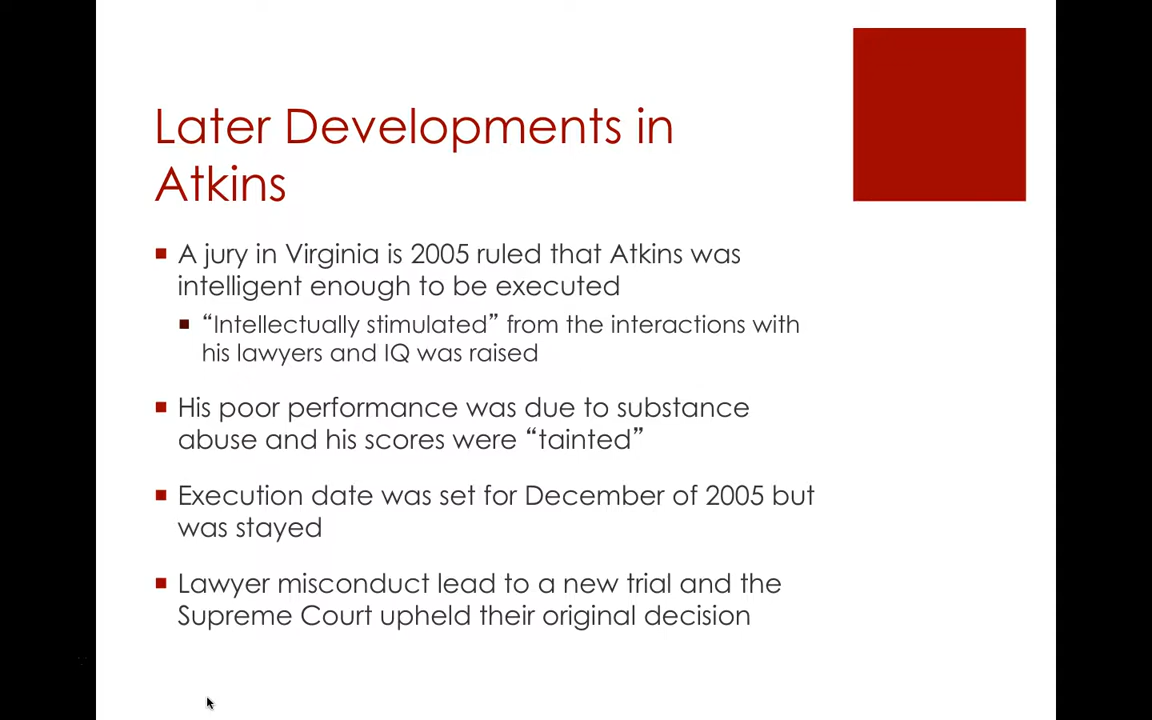 Later Developments in
Atkins
A jury in Virginia is 2005 ruled that Atkins was
intelligent enough to be executed
“Intellectually stimulated” from the interactions with
his lawyers and IQ was raised
His poor performance was due to substance
abuse and his scores were “tainted”
Execution date was set for December of 2005 but
was stayed
Lawyer misconduct lead to a new trial and the
Supreme Court upheld their original decision